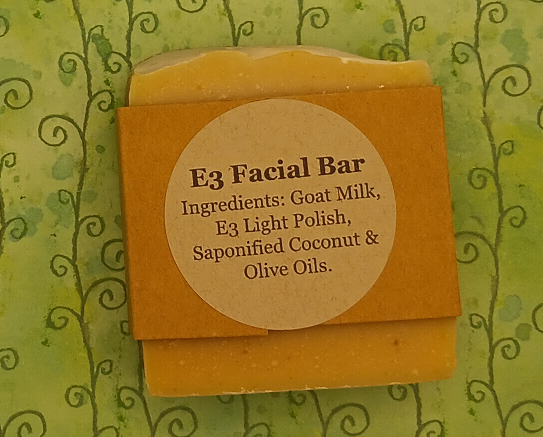 E3 Facial Bar
Ingredients: Goat Milk,
E3 Light Polish,
Saponified Coconut &
Olive Oils.